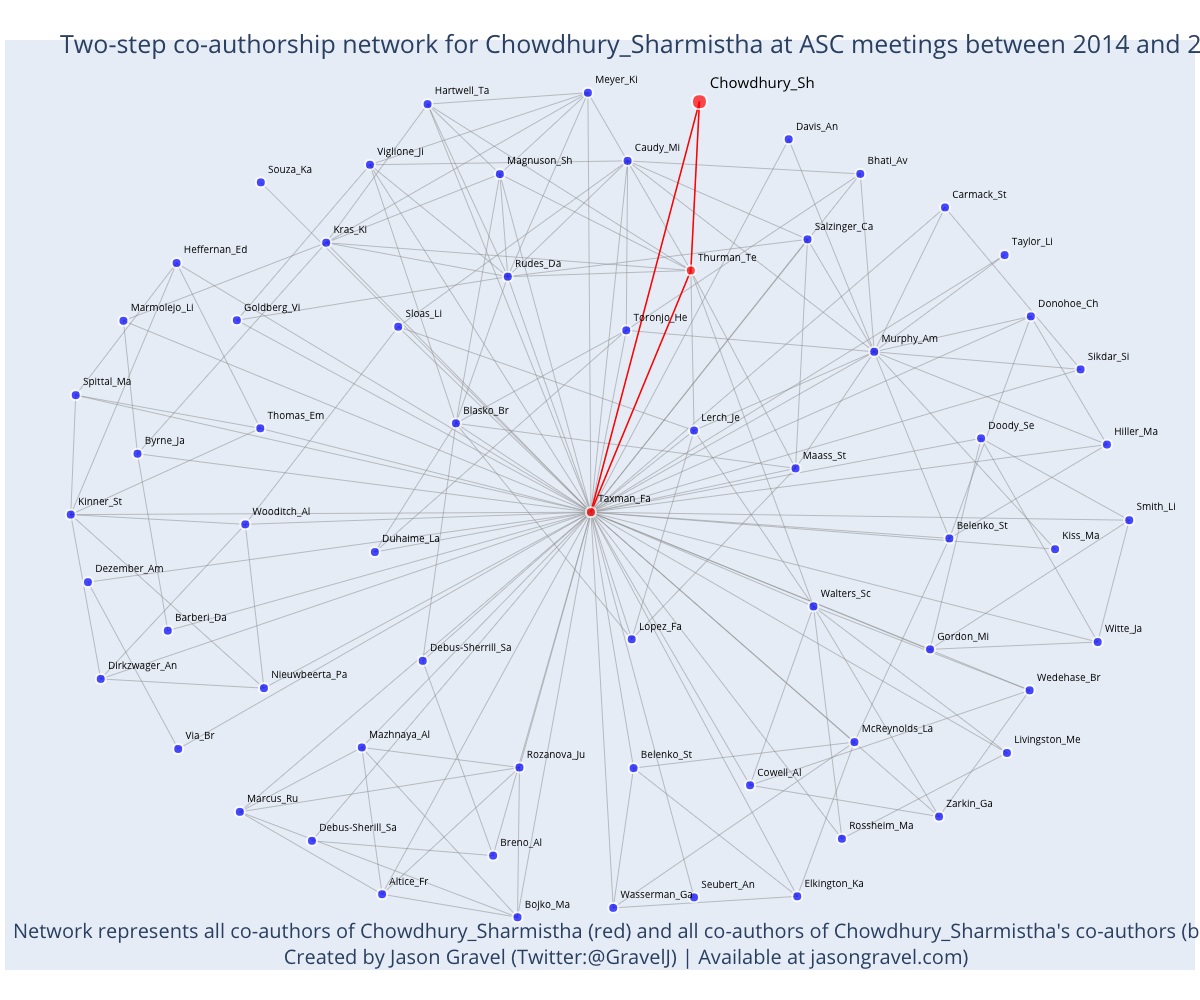 Two-step co-authorship network for Chowdhury_Sharmistha at ASC meetings between 2014 and 2
Meyer_Ki
Chowdhury_Sh
Hartwell_Ta
Davis_An
Caudy_Mi
Viglione_Ji
Magnuson_Sh
Bhati_Av
Souza_Ka
Carmack_St
Kras_Ki
Salzinger_Ca
Taylor_Li
Heffernan_Ed
Thurman_Te
Rudes_Da
Donohoe_Ch
Marmolejo_Li
Goldberg_Vi
Sloas_Li
Toronjo_He
Murphy_Am
Sikdar_Si
Spittal_Ma
Thomas_Em
Blasko_Br
Lerch_Je
Doody_Se
Hiller_Ma
Byrne_Ja
Maass_St
Kinner_St
Taxman_Fa
Smith_Li
Wooditch_Al
Belenko_St
Kiss_Ma
Duhaime_La
Dezember_Am
Walters_Sc
Barberi_Da
Lopez_Fa
Gordon_Mi
Witte_Ja
Debus-Sherrill_Sa
Dirkzwager_An
Nieuwbeerta_Pa
Wedehase_Br
McReynolds_La
Via_Br
Mazhnaya_Al
Rozanova_Ju
Belenko_St
Livingston_Me
Cowell_Al
Marcus_Ru
Zarkin_Ga
Debus-Sherill_Sa
Rossheim_Ma
Breno_Al
Altice_Fr
Seubert_An
Elkington_Ka
Wasserman_Ga
Bojko_Ma
Network represents all co-authors of Chowdhury_Sharmistha (red) and all co-authors of Chowdhury_Sharmistha's co-authors (b
Created by Jason Gravel (Twitter:@GravelJ) | Available at jasongravel.com)